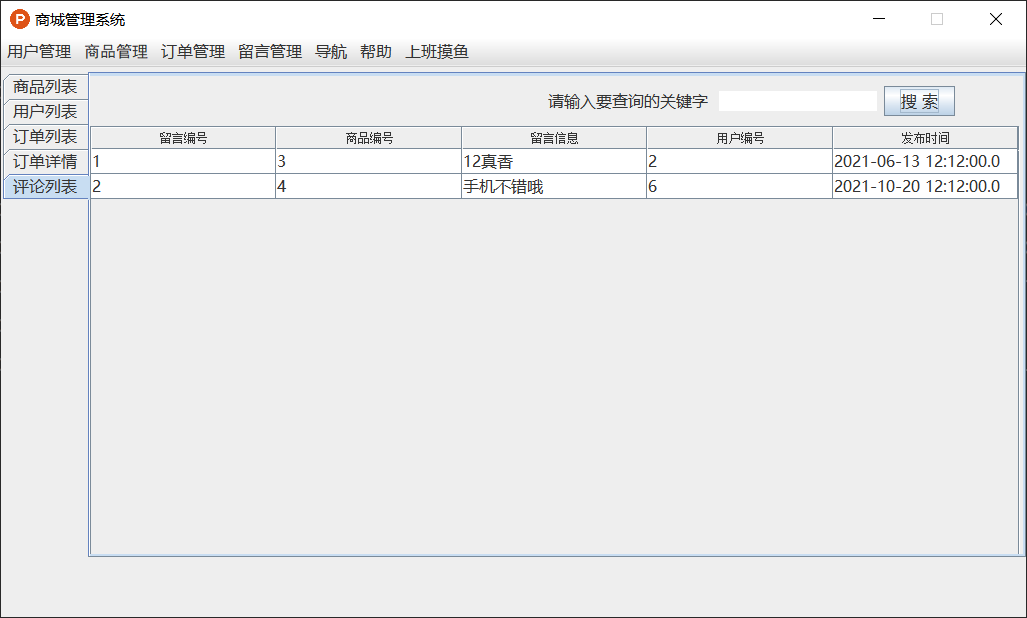 P 商城管理系统
用户管理 商品管理 订单管理 留言管理 导航 帮助 上班摸鱼
商品列表
用户列表
订单列表
订单详情
评论列表
请输入要查询的关键字 搜 索
留言编号 商品编号 留言信息 用户编号 发布时间
1 3 12真香 2 2021-06-13 12:12:00.0
2 4 手机不错哦 6 2021-10-20 12:12:00.0